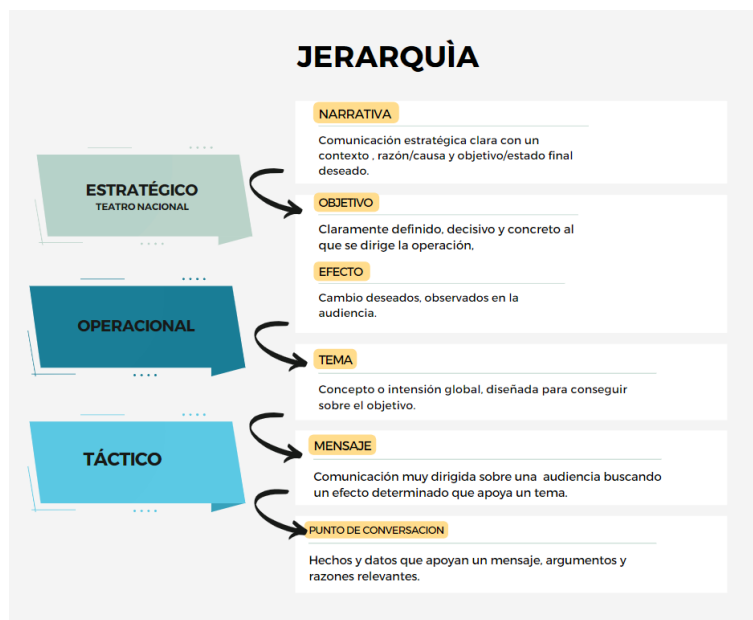 JERARQUÌA
NARRATIVA
Comunicación estratégica clara con un
contexto , razón/causa y objetivo/estado final
deseado.
ESTRATÉGICO
TEATRO NACIONAL
OBJETIVO
Claramente definido, decisivo y concreto al
que se dirige la operación,
EFECTO
Cambio deseados, observados en la
audiencia.
OPERACIONAL
TEMA
Concepto o intensión global, diseñada para conseguir
sobre el objetivo.
TÁCTICO
MENSAJE
Comunicación muy dirigida sobre una audiencia buscando
un efecto determinado que apoya un tema.
PUNTO DE CONVERSACION
Hechos y datos que apoyan un mensaje, argumentos y
razones relevantes.